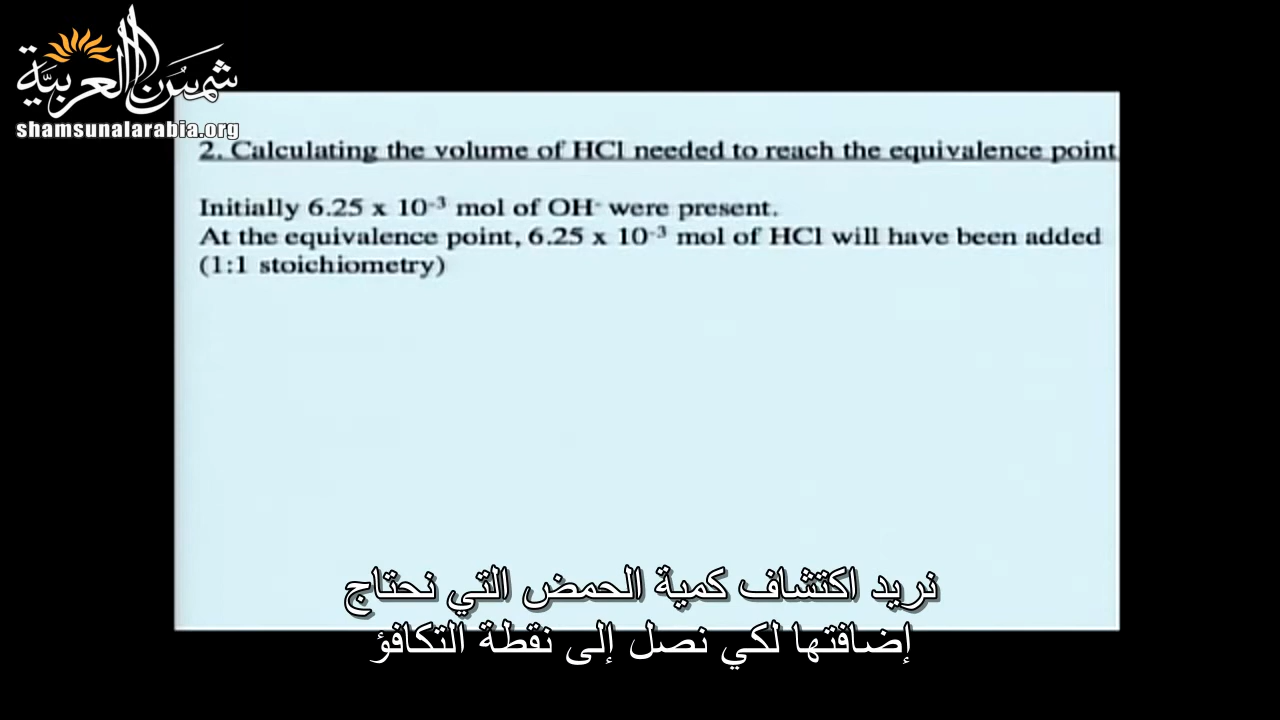 شمس العربية
shamsunalarabia.org
2. Calculating the volume of HCl needed to reach the equivalence point
Initially 6.25 x 10⁻³ mol of OH⁻ were present.
At the equivalence point, 6.25 x 10⁻³ mol of HCl will have been added
(1:1 stoichiometry)
نريد اكتشاف كمية الحمض التي نحتاج
إضافتها لكي نصل إلى نقطة التكافؤ